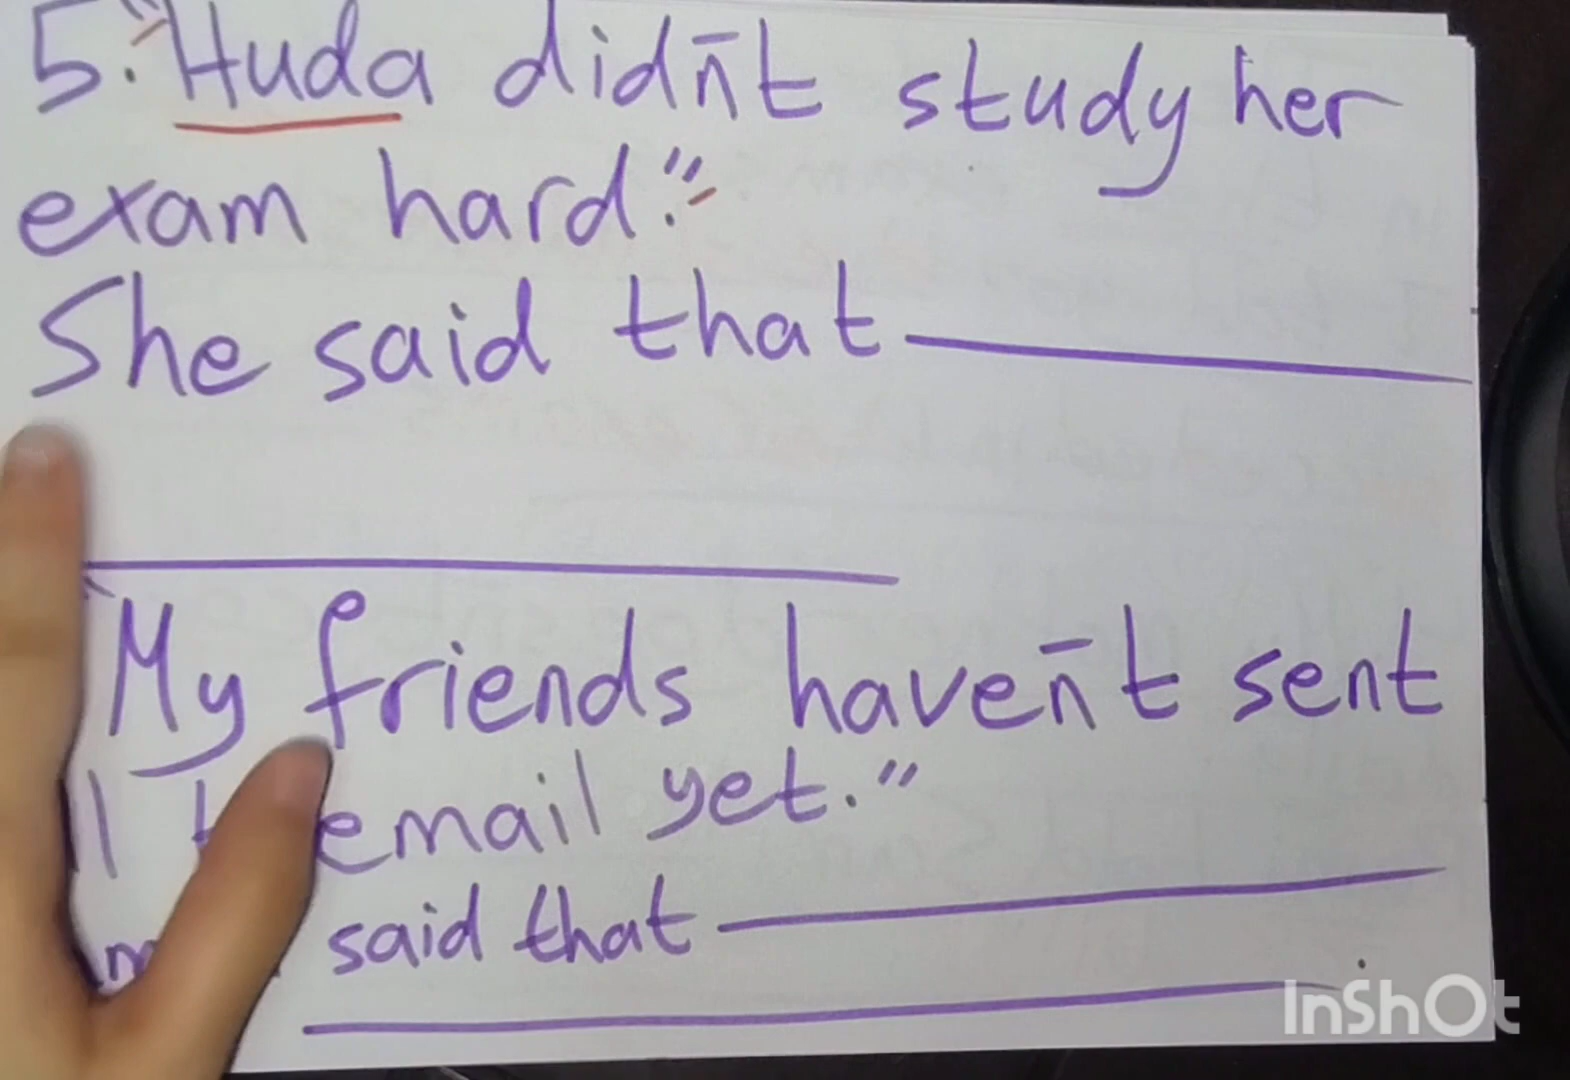 5. "Huda didn't study her
exam hard."
She said that
"My friends haven't sent
email yet."
said that
InShOt